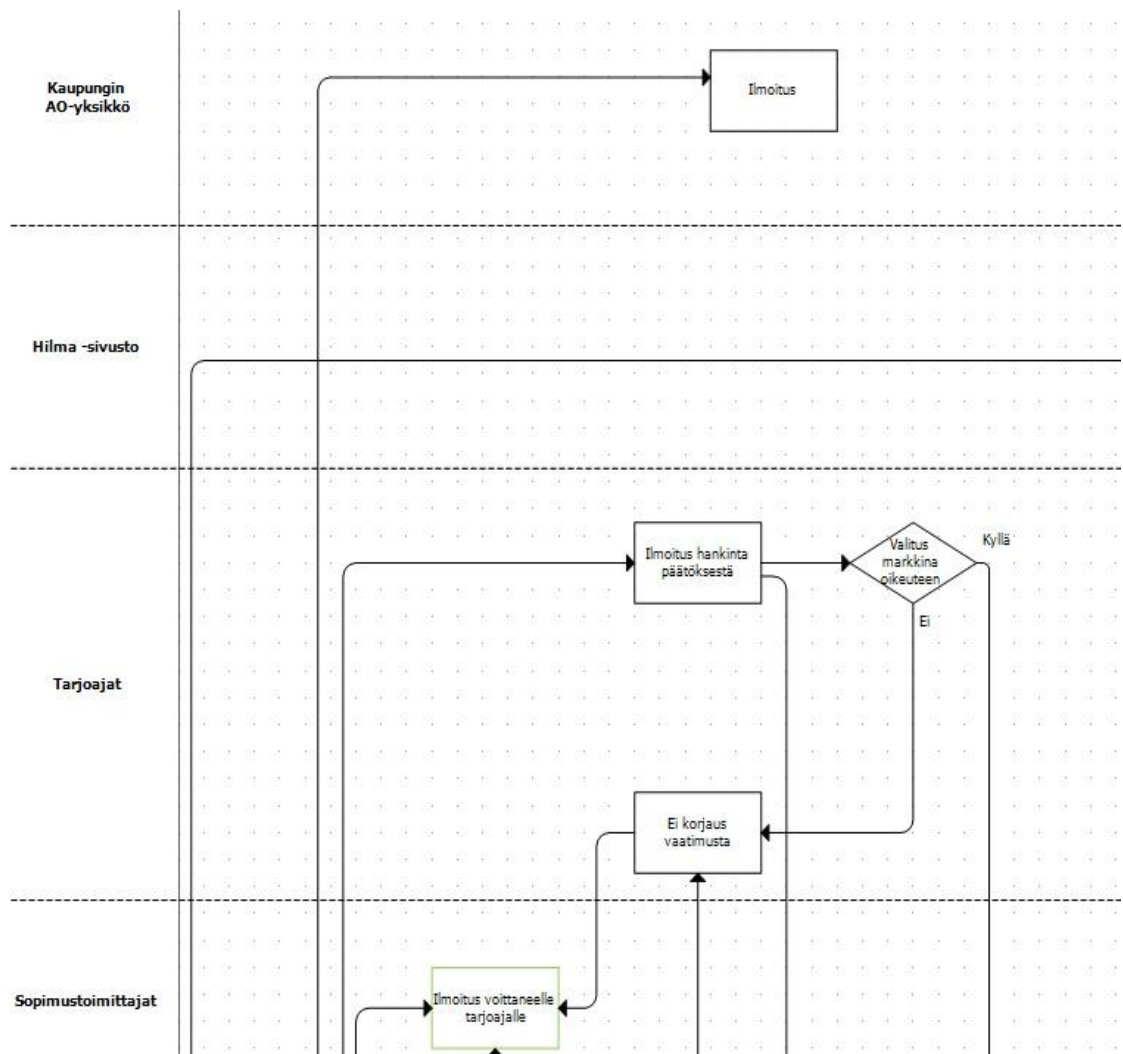 Kaupungin
AO-yksikkö
Ilmoitus
Hilma -sivusto
Ilmoitus hankinta
päätöksestä
Valitus
markkina
oikeuteen
Kyllä
Ei
Tarjoajat
Ei korjaus
vaatimusta
Sopimustoimittajat
Ilmoitus voittaneelle
tarjoajalle